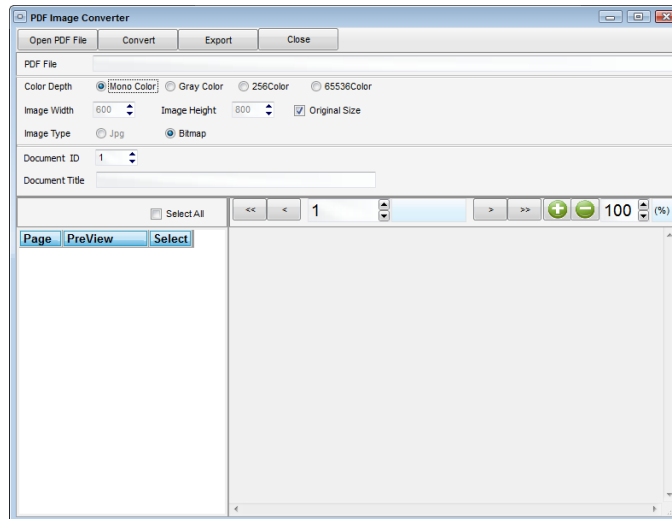 PDF Image Converter
Open PDF File Convert Export Close
PDF File
Color Depth Mono Color Gray Color 256Color 65536Color
Image Width 600 Image Height 800 Original Size
Image Type Jpg Bitmap
Document ID 1
Document Title
Select All << < 1 > >> 100 (%)
Page PreView Select